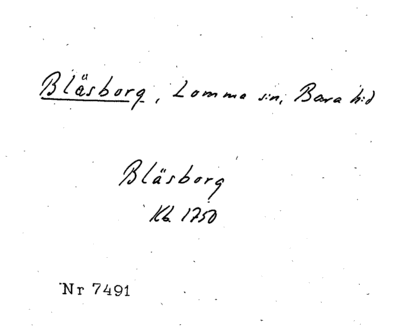 Bläsborg, Lomma sn, Bara hd
Bläsborg
Kb. 1750
Nr 7491